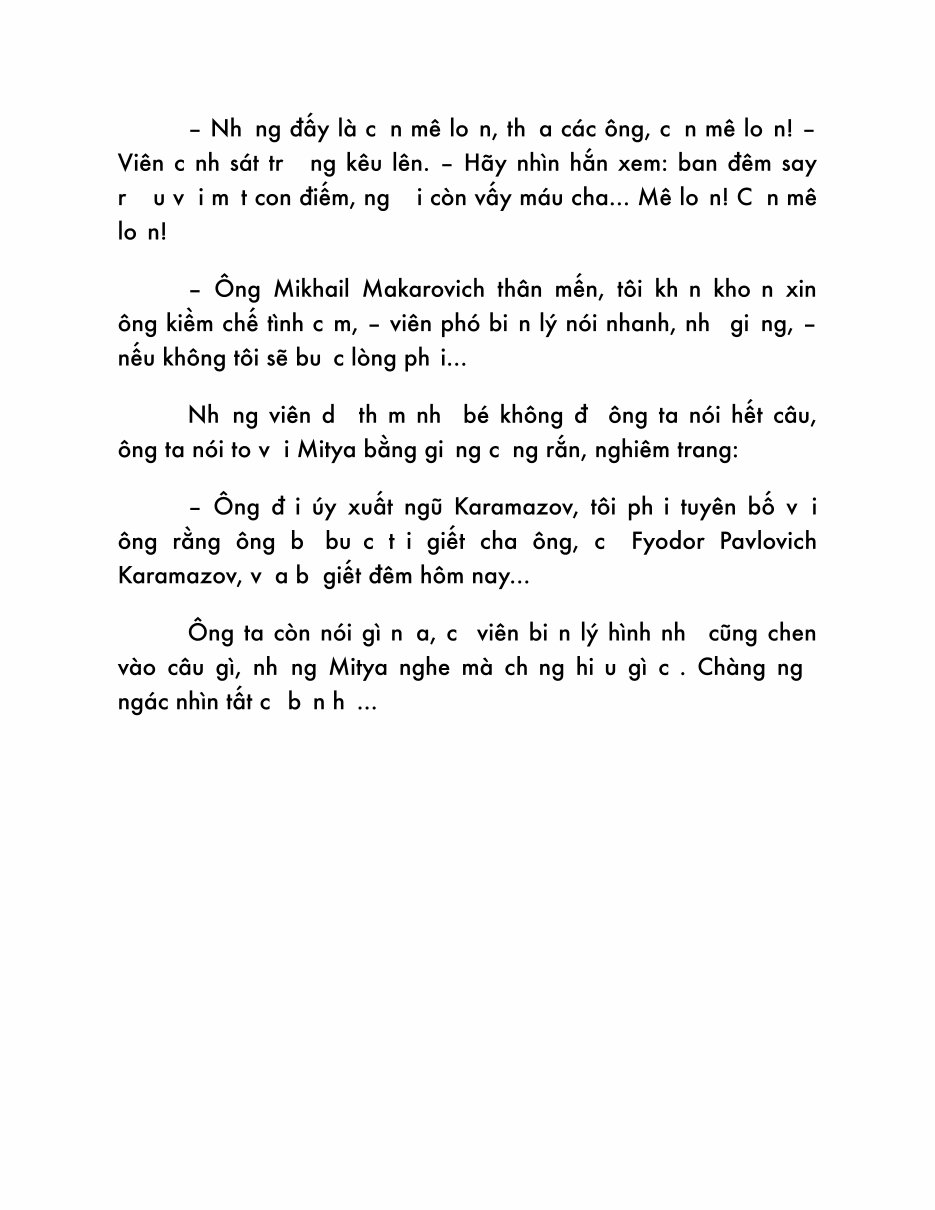 – Nh ng đấy là c n mê lo n, th a các ông, c n mê lo n! –
Viên c nh sát tr ng kêu lên. – Hãy nhìn hắn xem: ban đêm say
r u v i m t con điếm, ng i còn vấy máu cha... Mê lo n! C n mê
lo n!
– Ông Mikhail Makarovich thân mến, tôi kh n kho n xin
ông kiềm chế tình c m, – viên phó bi n lý nói nhanh, nh gi ng, –
nếu không tôi sẽ bu c lòng ph i...
Nh ng viên d th m nh bé không đ ông ta nói hết câu,
ông ta nói to v i Mitya bằng gi ng c ng rắn, nghiêm trang:
– Ông đ i úy xuất ngũ Karamazov, tôi ph i tuyên bố v i
ông rằng ông b bu c t i giết cha ông, c Fyodor Pavlovich
Karamazov, v a b giết đêm hôm nay...
Ông ta còn nói gì n a, c viên bi n lý hình nh cũng chen
vào câu gì, nh ng Mitya nghe mà ch ng hi u gì c . Chàng ng
ngác nhìn tất c b n h ...